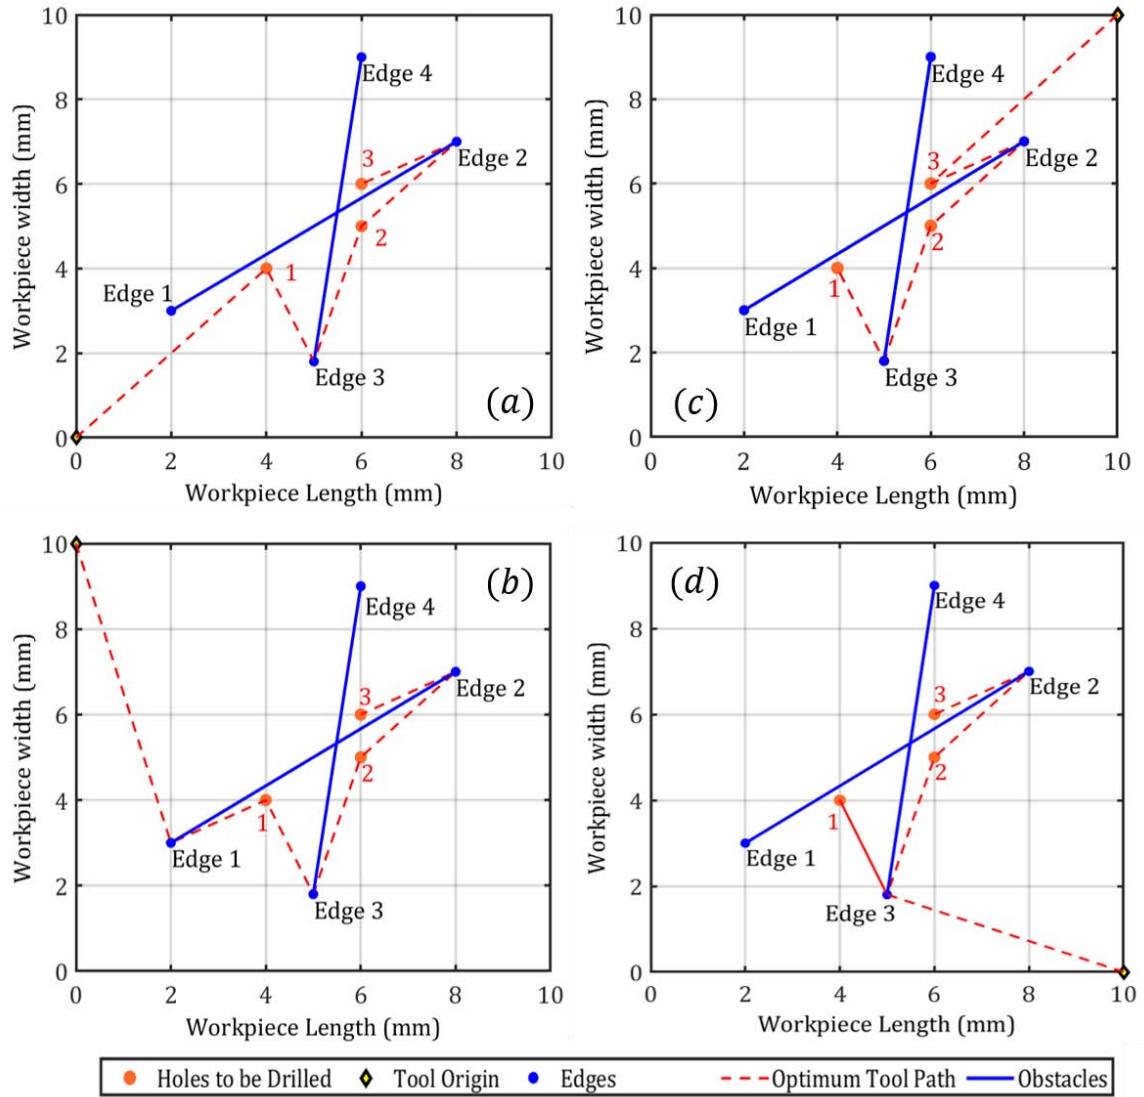 10
8
6
4
2
0
0 2 4 6 8 10
Workpiece width (mm)
Workpiece Length (mm)
Edge 4
Edge 2
3
2
1
Edge 1
Edge 3
(a)
10
8
6
4
2
0
0 2 4 6 8 10
Workpiece width (mm)
Workpiece Length (mm)
Edge 4
Edge 2
3
2
1
Edge 1
Edge 3
(c)
10
8
6
4
2
0
0 2 4 6 8 10
Workpiece width (mm)
Workpiece Length (mm)
(b)
Edge 4
Edge 2
3
2
1
Edge 1
Edge 3
10
8
6
4
2
0
0 2 4 6 8 10
Workpiece width (mm)
Workpiece Length (mm)
(d)
Edge 4
Edge 2
3
2
1
Edge 1
Edge 3
Holes to be Drilled Tool Origin Edges Optimum Tool Path Obstacles